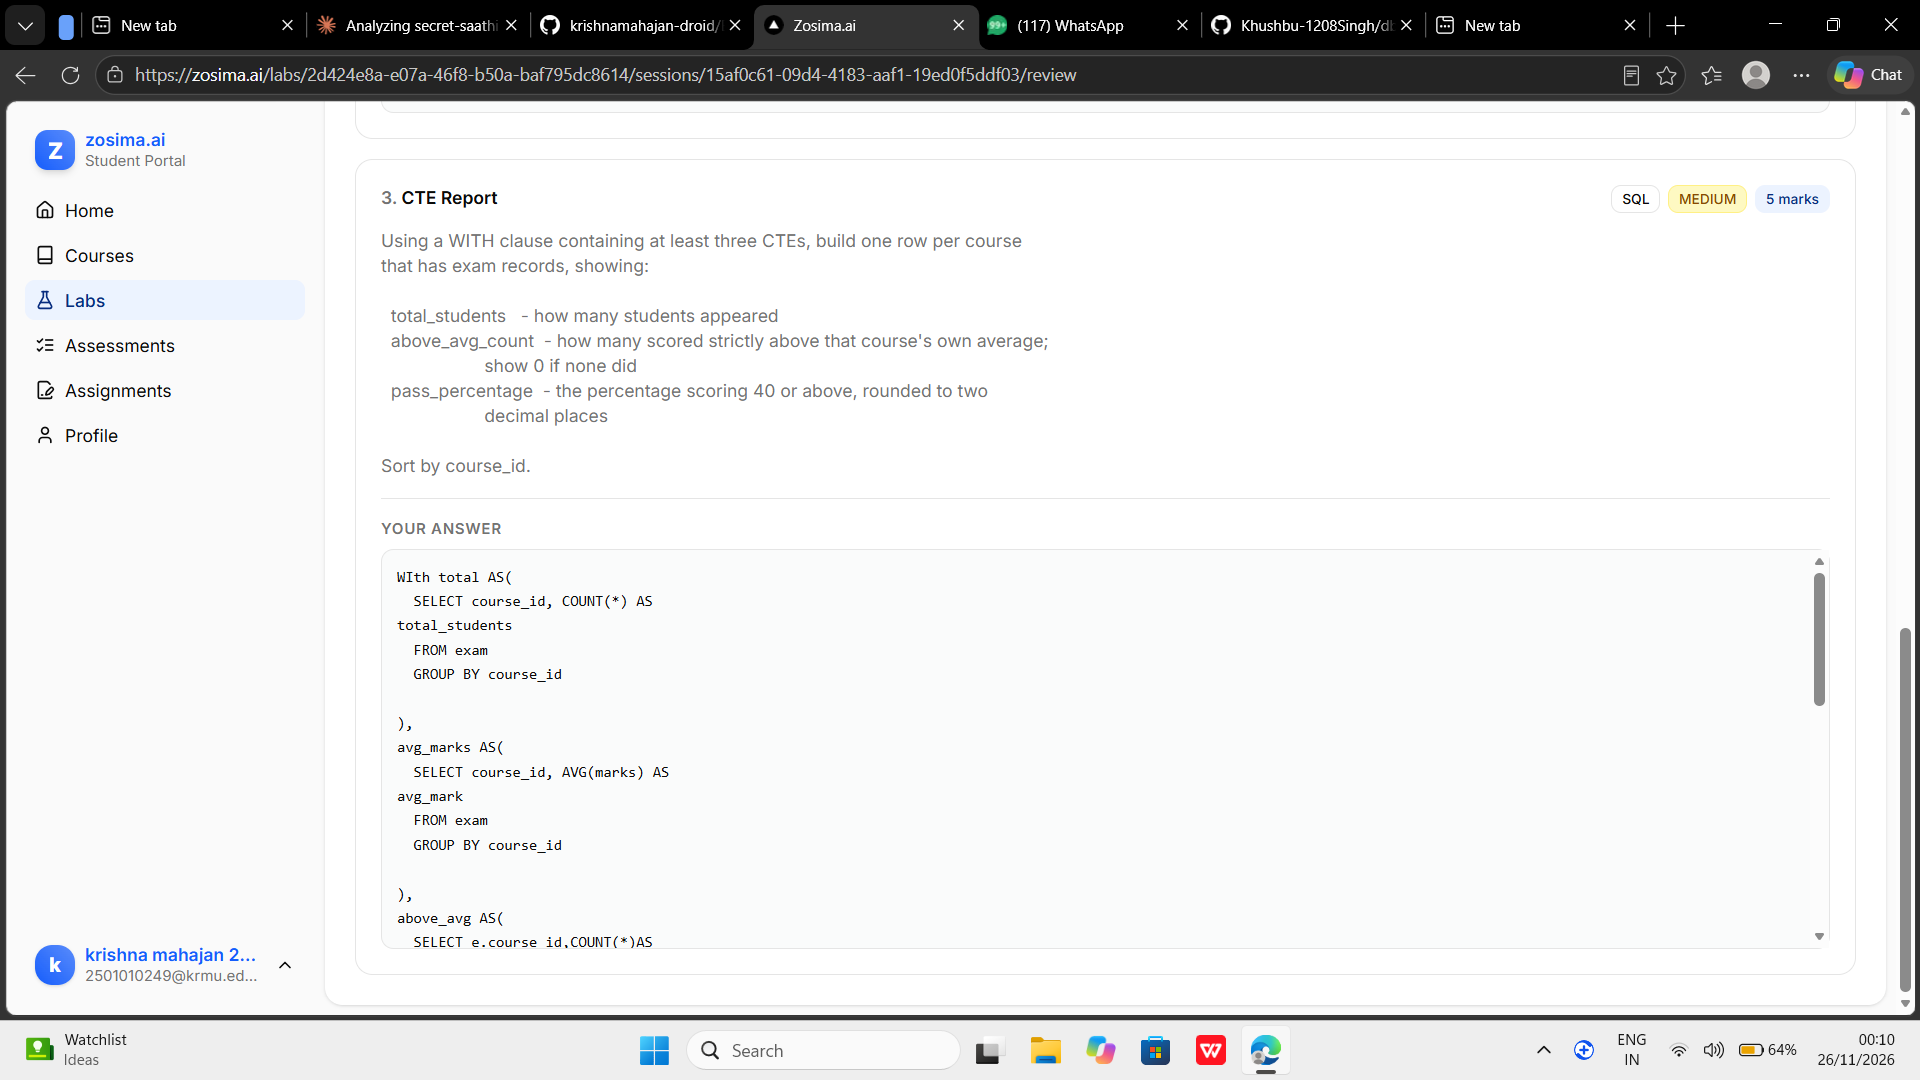 New tab
Analyzing secret-saathi
krishnamahajan-droid/
Zosima.ai
(117) WhatsApp
Khushbu-1208Singh/db
New tab
https://zosima.ai/labs/2d424e8a-e07a-46f8-b50a-baf795dc8614/sessions/15af0c61-09d4-4183-aaf1-19ed0f5ddf03/review
Chat
Z
zosima.ai
Student Portal
Home
Courses
Labs
Assessments
Assignments
Profile
3. CTE Report
SQL
MEDIUM
5 marks
Using a WITH clause containing at least three CTEs, build one row per course
that has exam records, showing:
total_students - how many students appeared
above_avg_count - how many scored strictly above that course's own average;
show 0 if none did
pass_percentage - the percentage scoring 40 or above, rounded to two
decimal places
Sort by course_id.
YOUR ANSWER
WIth total AS(
SELECT course_id, COUNT(*) AS
total_students
FROM exam
GROUP BY course_id
),
avg_marks AS(
SELECT course_id, AVG(marks) AS
avg_mark
FROM exam
GROUP BY course_id
),
above_avg AS(
SELECT e.course_id,COUNT(*)AS
k
krishna mahajan 2...
2501010249@krmu.ed...
Watchlist
Ideas
Search
ENG
IN
64%
00:10
26/11/2026